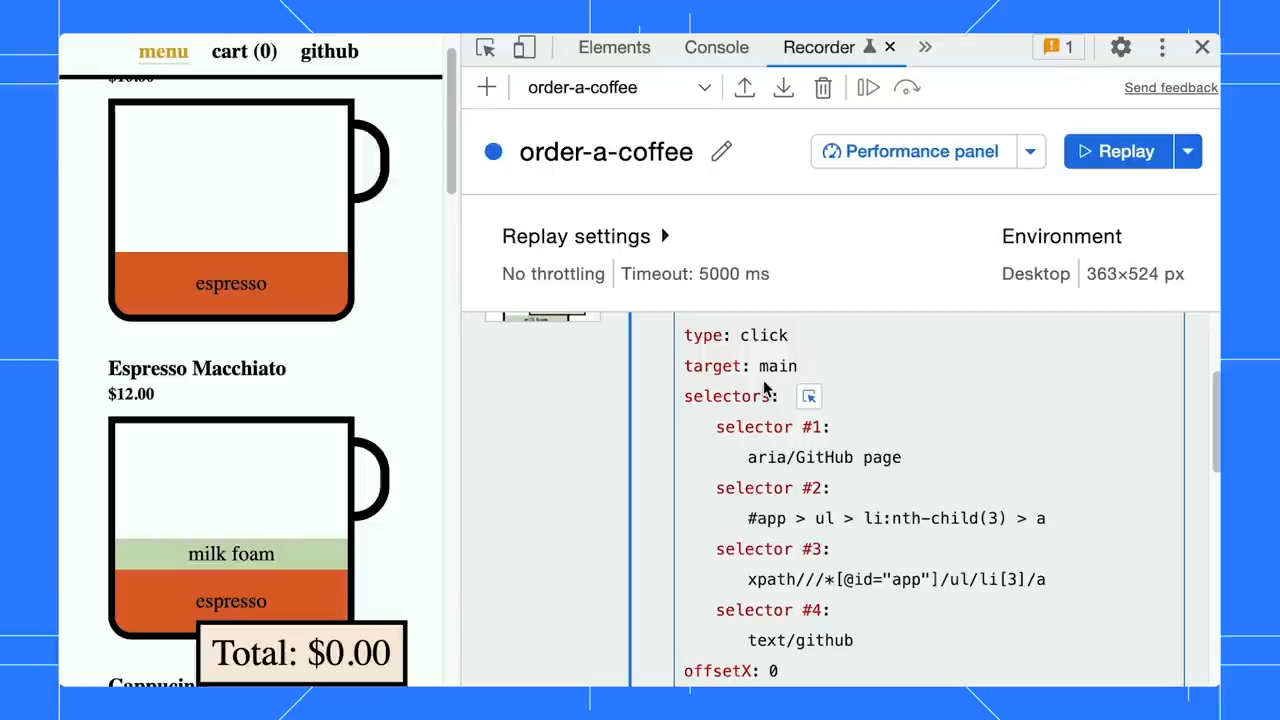 menu cart (0) github
$10.00
espresso
Espresso Macchiato
$12.00
milk foam
espresso
Total: $0.00
Elements Console Recorder 1
order-a-coffee
Send feedback
order-a-coffee
Performance panel
Replay
Replay settings
Environment
No throttling Timeout: 5000 ms
Desktop 363×524 px
type: click
target: main
selectors:
selector #1:
aria/GitHub page
selector #2:
#app > ul > li:nth-child(3) > a
selector #3:
xpath///*[@id="app"]/ul/li[3]/a
selector #4:
text/github
offsetX: 0